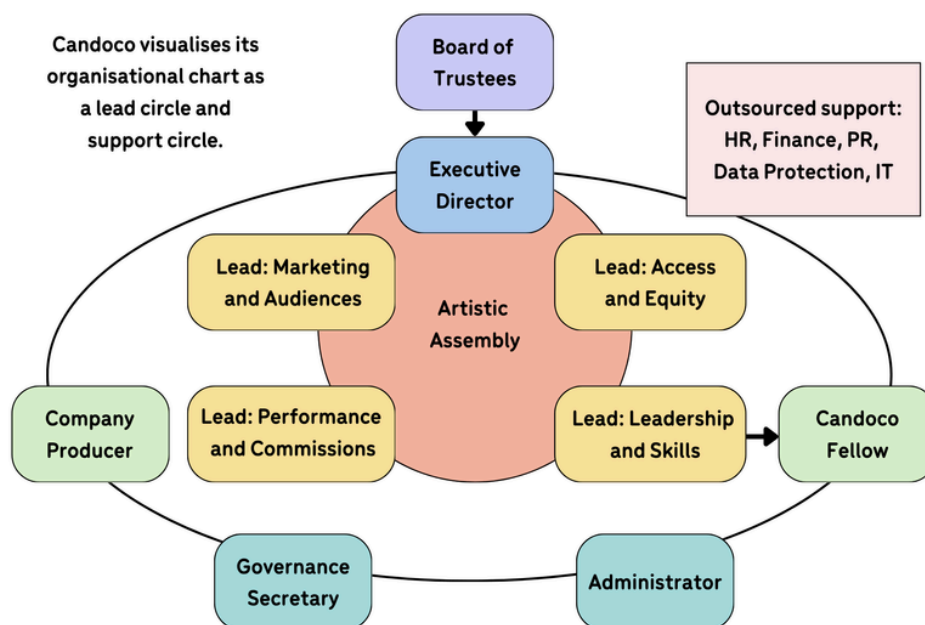 Candoco visualises its
organisational chart as
a lead circle and
support circle.
Board of
Trustees
Outsourced support:
HR, Finance, PR,
Data Protection, IT
Executive
Director
Lead: Marketing
and Audiences
Lead: Access
and Equity
Artistic
Assembly
Company
Producer
Lead: Performance
and Commissions
Lead: Leadership
and Skills
Candoco
Fellow
Governance
Secretary
Administrator